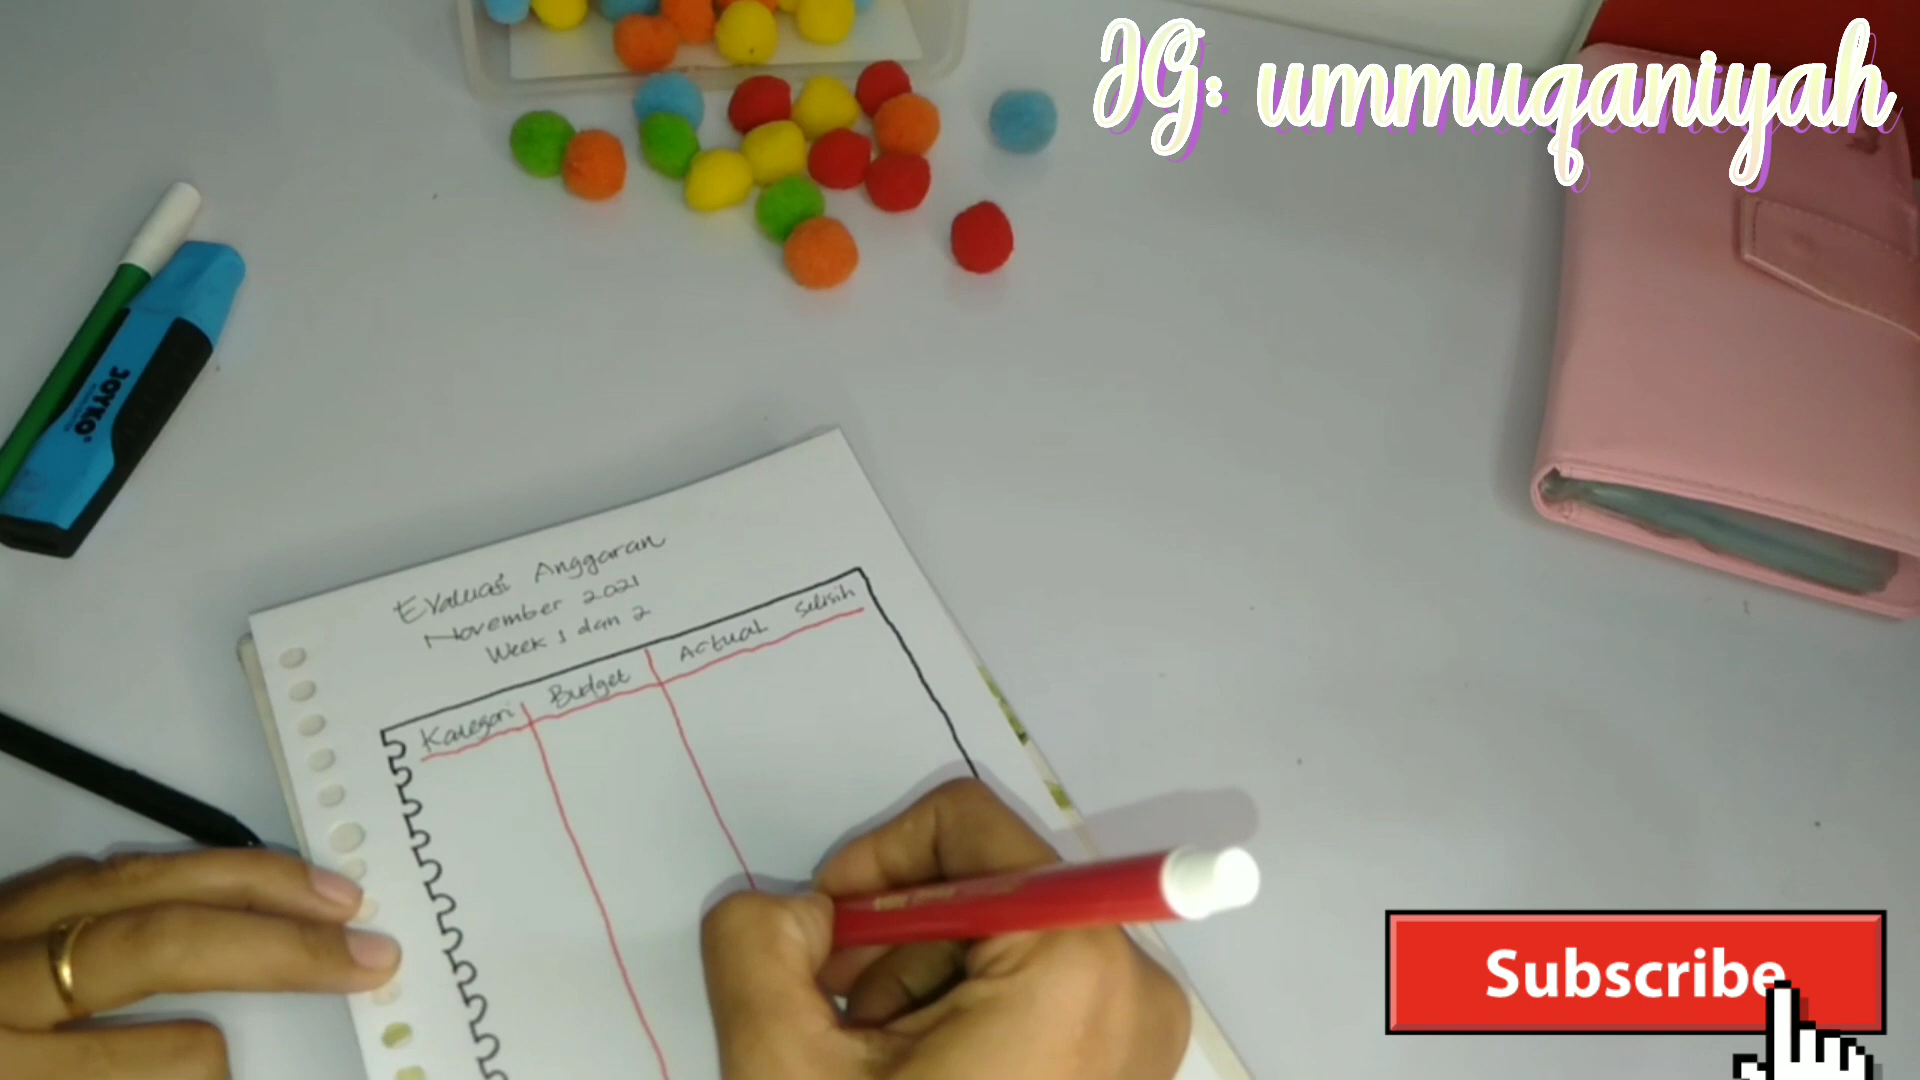 IG: ummuqaniyah
JOYKO
Evaluasi Anggaran
November 2021
Week 1 dan 2
Kategori Budget Actual Selisih
Subscribe